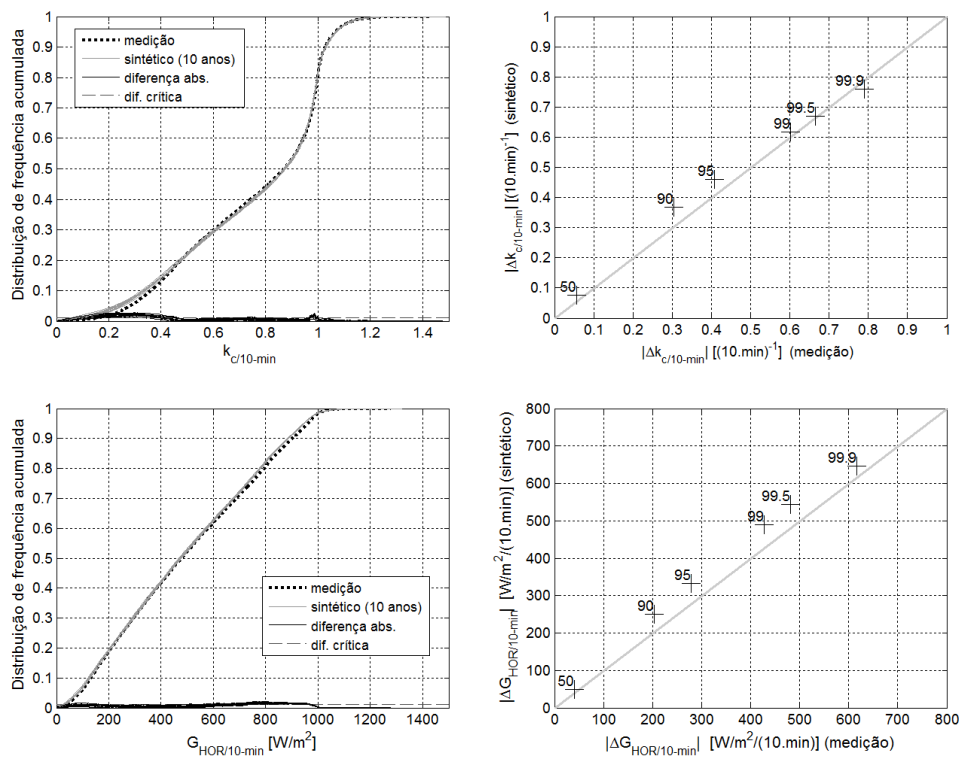 Distribuição de frequência acumulada
1
0.9
0.8
0.7
0.6
0.5
0.4
0.3
0.2
0.1
0
medição
sintético (10 anos)
diferença abs.
dif. crítica
0 0.2 0.4 0.6 0.8 1 1.2 1.4
k_c/10-min
|Δk_c/10-min| [(10.min)^-1] (sintético)
1
0.9
0.8
0.7
0.6
0.5
0.4
0.3
0.2
0.1
0
99.9
99.5
99
95
90
50
0.1 0.2 0.3 0.4 0.5 0.6 0.7 0.8 0.9 1
|Δk_c/10-min| [(10.min)^-1] (medição)
Distribuição de frequência acumulada
1
0.9
0.8
0.7
0.6
0.5
0.4
0.3
0.2
0.1
0
medição
sintético (10 anos)
diferença abs.
dif. crítica
0 200 400 600 800 1000 1200 1400
G_HOR/10-min [W/m²]
|ΔG_HOR/10-min| [W/m²/(10.min)] (sintético)
800
700
600
500
400
300
200
100
0
99.9
99.5
99
95
90
50
0 100 200 300 400 500 600 700 800
|ΔG_HOR/10-min| [W/m²/(10.min)] (medição)